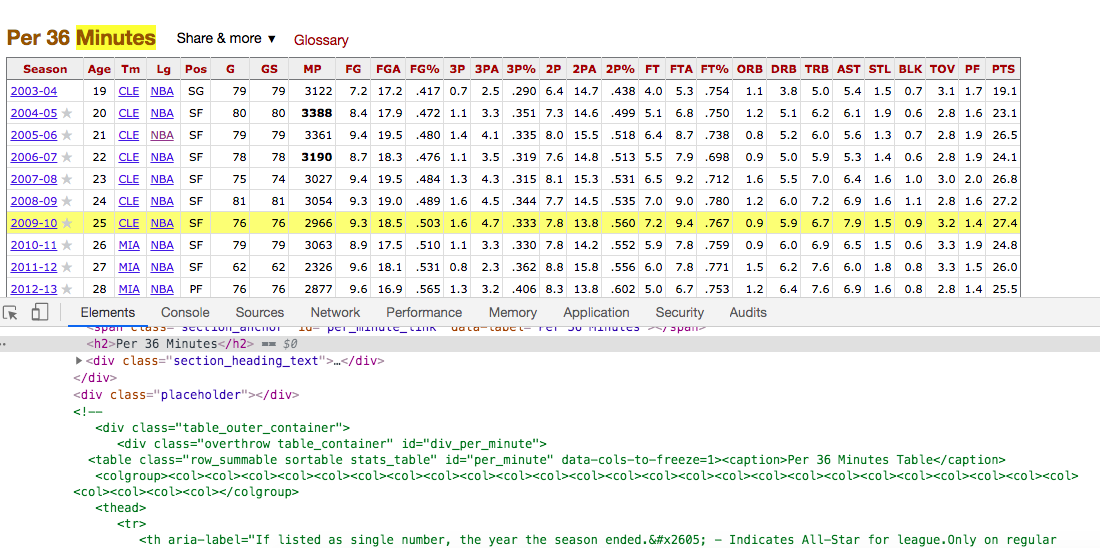 Per 36 Minutes Share & more ▼ Glossary
Season Age Tm Lg Pos G GS MP FG FGA FG% 3P 3PA 3P% 2P 2PA 2P% FT FTA FT% ORB DRB TRB AST STL BLK TOV PF PTS
2003-04 19 CLE NBA SG 79 79 3122 7.2 17.2 .417 0.7 2.5 .290 6.4 14.7 .438 4.0 5.3 .754 1.1 3.8 5.0 5.4 1.5 0.7 3.1 1.7 19.1
2004-05 ★ 20 CLE NBA SF 80 80 3388 8.4 17.9 .472 1.1 3.3 .351 7.3 14.6 .499 5.1 6.8 .750 1.2 5.1 6.2 6.1 1.9 0.6 2.8 1.6 23.1
2005-06 ★ 21 CLE NBA SF 79 79 3361 9.4 19.5 .480 1.4 4.1 .335 8.0 15.5 .518 6.4 8.7 .738 0.8 5.2 6.0 5.6 1.3 0.7 2.8 1.9 26.5
2006-07 ★ 22 CLE NBA SF 78 78 3190 8.7 18.3 .476 1.1 3.5 .319 7.6 14.8 .513 5.5 7.9 .698 0.9 5.0 5.9 5.3 1.4 0.6 2.8 1.9 24.1
2007-08 ★ 23 CLE NBA SF 75 74 3027 9.4 19.5 .484 1.3 4.3 .315 8.1 15.3 .531 6.5 9.2 .712 1.6 5.5 7.0 6.4 1.6 1.0 3.0 2.0 26.8
2008-09 ★ 24 CLE NBA SF 81 81 3054 9.3 19.0 .489 1.6 4.5 .344 7.7 14.5 .535 7.0 9.0 .780 1.2 6.0 7.2 6.9 1.6 1.1 2.8 1.6 27.2
2009-10 ★ 25 CLE NBA SF 76 76 2966 9.3 18.5 .503 1.6 4.7 .333 7.8 13.8 .560 7.2 9.4 .767 0.9 5.9 6.7 7.9 1.5 0.9 3.2 1.4 27.4
2010-11 ★ 26 MIA NBA SF 79 79 3063 8.9 17.5 .510 1.1 3.3 .330 7.8 14.2 .552 5.9 7.8 .759 0.9 6.0 6.9 6.5 1.5 0.6 3.3 1.9 24.8
2011-12 ★ 27 MIA NBA SF 62 62 2326 9.6 18.1 .531 0.8 2.3 .362 8.8 15.8 .556 6.0 7.8 .771 1.5 6.2 7.6 6.0 1.8 0.8 3.3 1.5 26.0
2012-13 ★ 28 MIA NBA PF 76 76 2877 9.6 16.9 .565 1.3 3.2 .406 8.3 13.8 .602 5.0 6.7 .753 1.2 6.4 7.6 6.9 1.6 0.8 2.8 1.4 25.5
Elements Console Sources Network Performance Memory Application Security Audits
<span class="section_anchor" id="per_minute_link" data-label="Per 36 Minutes"></span>
<h2>Per 36 Minutes</h2> == $0
<div class="section_heading_text">…</div>
</div>
<div class="placeholder"></div>
<!--
<div class="table_outer_container">
<div class="overthrow table_container" id="div_per_minute">
<table class="row_summable sortable stats_table" id="per_minute" data-cols-to-freeze=1><caption>Per 36 Minutes Table</caption>
<colgroup><col><col><col><col><col><col><col><col><col><col><col><col><col><col><col><col><col><col><col><col><col><col><col><col><col>
<col><col><col><col></colgroup>
<thead>
<tr>
<th aria-label="If listed as single number, the year the season ended.&#x2605; - Indicates All-Star for league.Only on regular